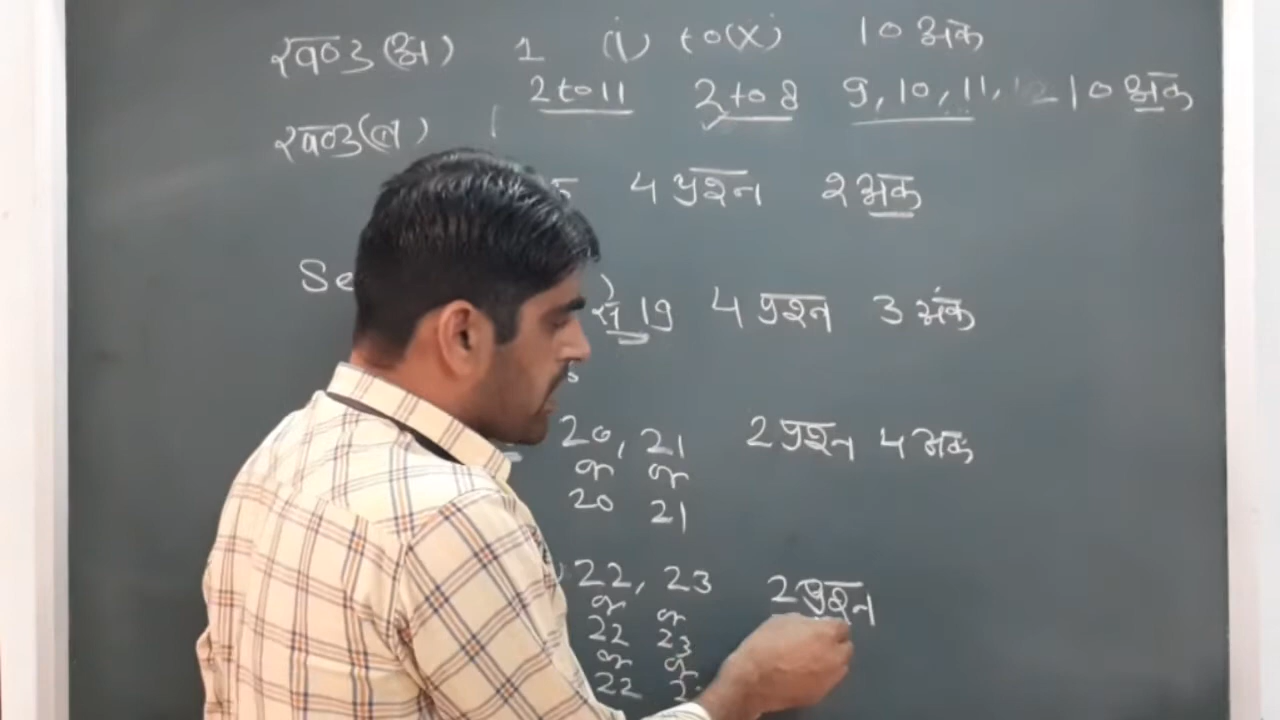 खण्ड (अ) 1 (i) to (x) 10 अंक
2 to 11 2 to 8 9, 10, 11, 10 अंक
खण्ड (ब)
4 प्रश्न 2 अंक
Se 19 4 प्रश्न 3 अंक
20, 21 2 प्रश्न 4 अंक
or or
20 21
22, 23 2 प्रश्न
or or
22 23
or or
22 2